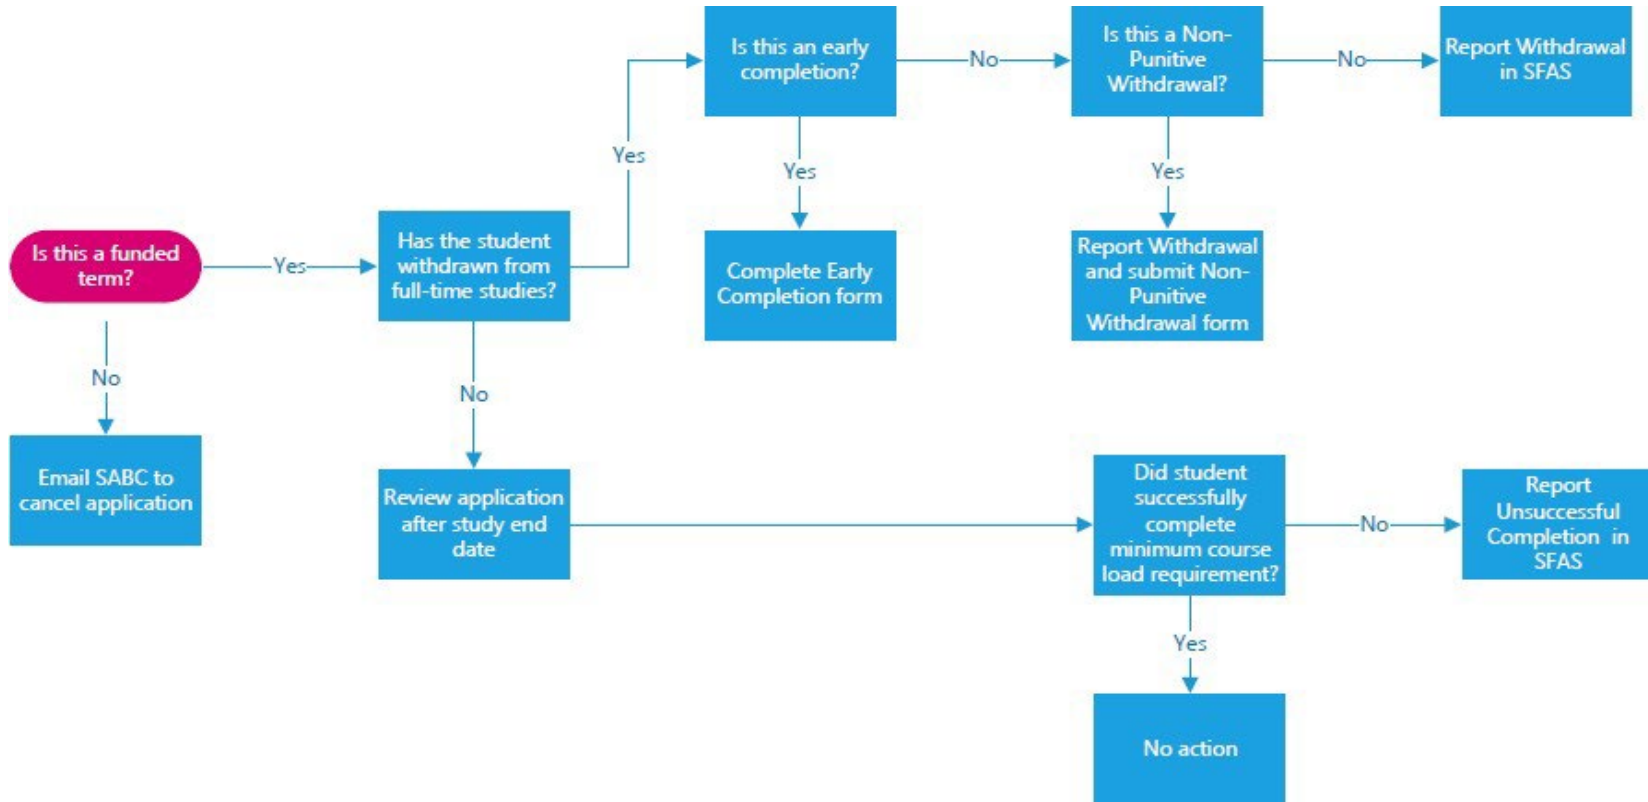 Is this an early
completion?
No
Is this a Non-
Punitive
Withdrawal?
No
Report Withdrawal
in SFAS
Yes
Yes
Yes
Is this a funded
term?
Yes
Has the student
withdrawn from
full-time studies?
Complete Early
Completion form
Report Withdrawal
and submit Non-
Punitive
Withdrawal form
No
No
Email SABC to
cancel application
Review application
after study end
date
Did student
successfully
complete
minimum course
load requirement?
No
Report
Unsuccessful
Completion in
SFAS
Yes
No action